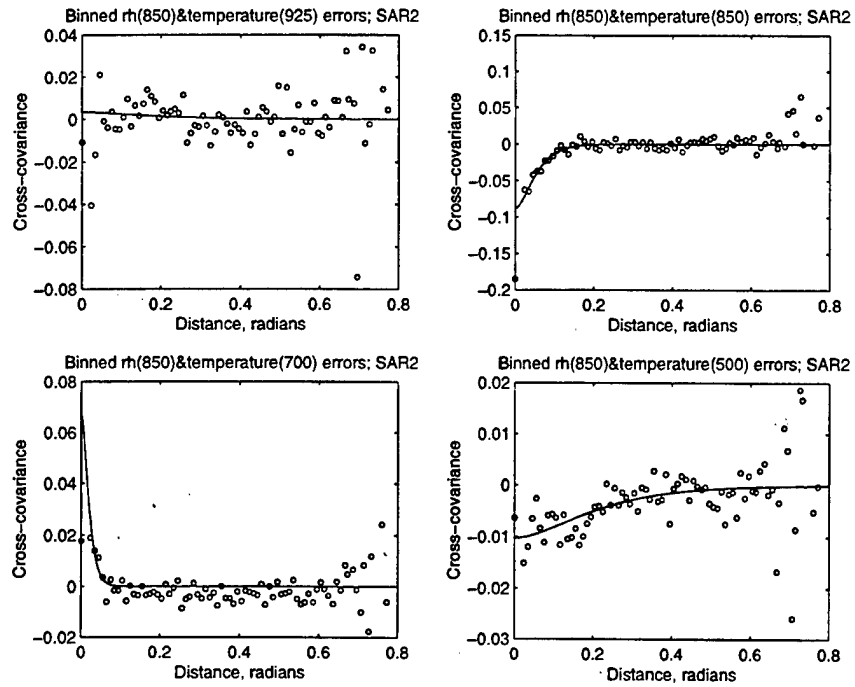 Binned rh(850)&temperature(925) errors; SAR2
0.04
0.02
0
−0.02
−0.04
−0.06
−0.08
Cross−covariance
0 0.2 0.4 0.6 0.8
Distance, radians
Binned rh(850)&temperature(850) errors; SAR2
0.15
0.1
0.05
0
−0.05
−0.1
−0.15
−0.2
Cross−covariance
0 0.2 0.4 0.6 0.8
Distance, radians
Binned rh(850)&temperature(700) errors; SAR2
0.08
0.06
0.04
0.02
0
−0.02
Cross−covariance
0 0.2 0.4 0.6 0.8
Distance, radians
Binned rh(850)&temperature(500) errors; SAR2
0.02
0.01
0
−0.01
−0.02
−0.03
Cross−covariance
0 0.2 0.4 0.6 0.8
Distance, radians